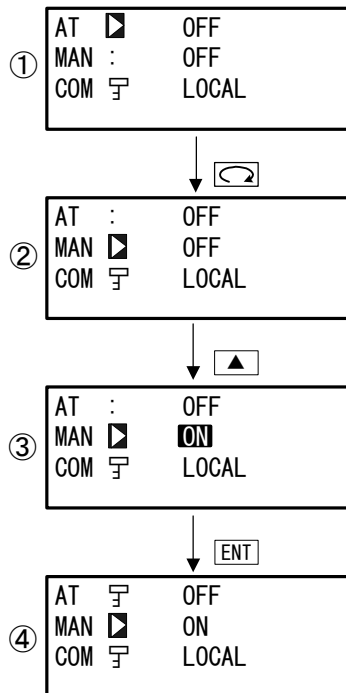 ① AT OFF
MAN : OFF
COM LOCAL
② AT : OFF
MAN OFF
COM LOCAL
▲
③ AT : OFF
MAN ON
COM LOCAL
ENT
④ AT OFF
MAN ON
COM LOCAL